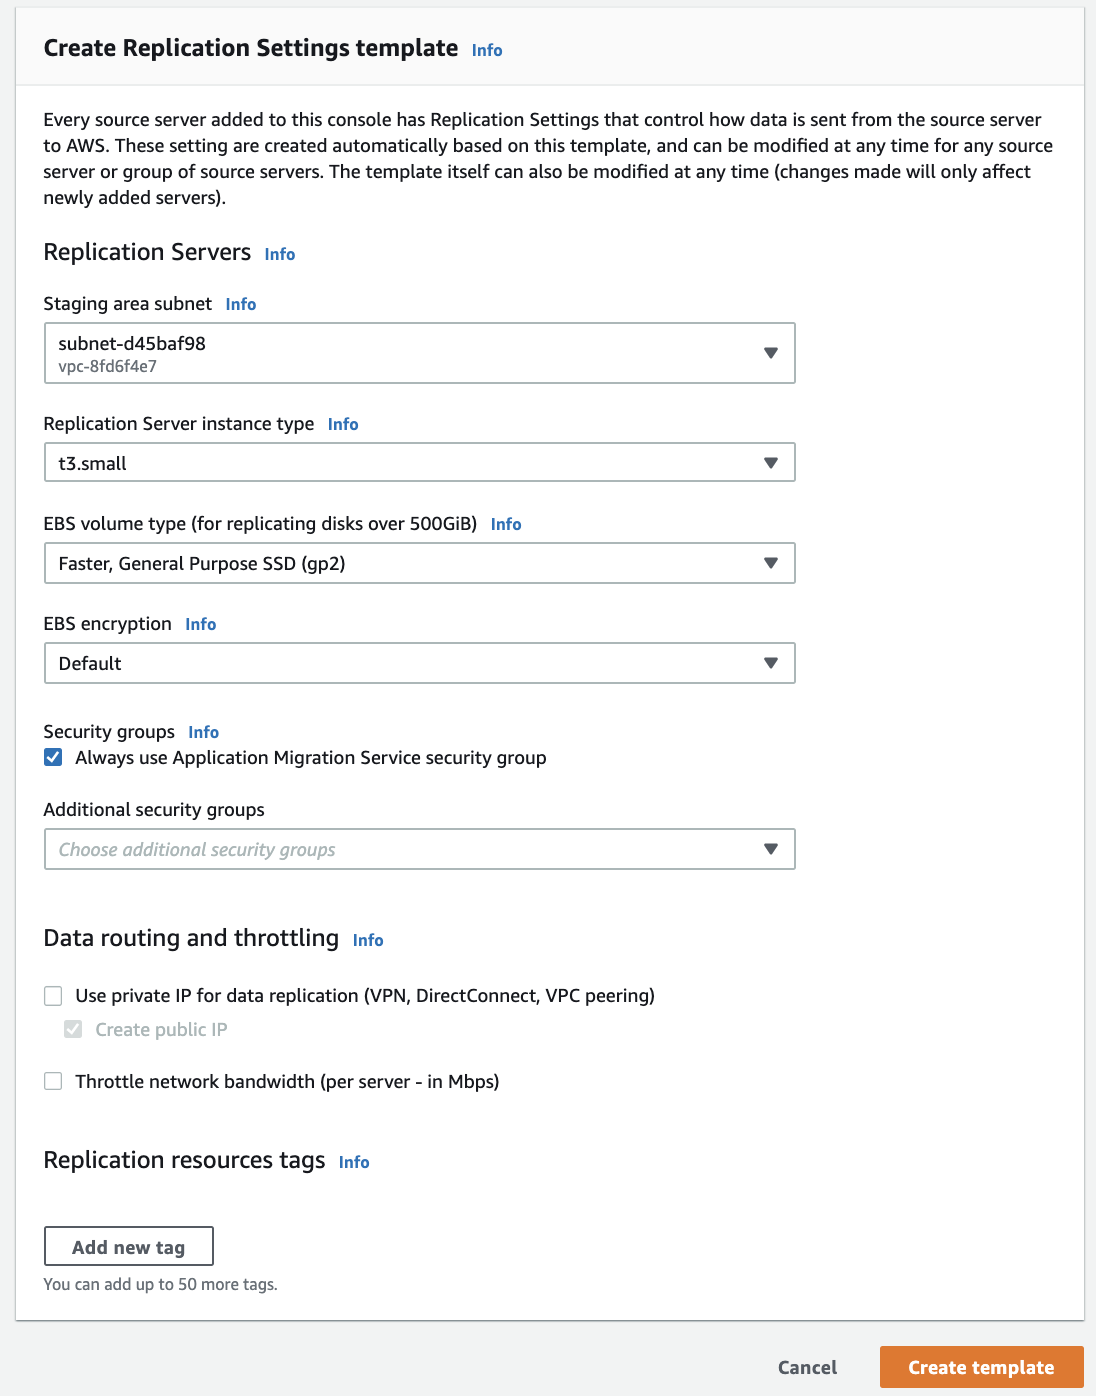 Create Replication Settings template Info
Every source server added to this console has Replication Settings that control how data is sent from the source server
to AWS. These setting are created automatically based on this template, and can be modified at any time for any source
server or group of source servers. The template itself can also be modified at any time (changes made will only affect
newly added servers).
Replication Servers Info
Staging area subnet Info
subnet-d45baf98
vpc-8fd6f4e7
Replication Server instance type Info
t3.small
EBS volume type (for replicating disks over 500GiB) Info
Faster, General Purpose SSD (gp2)
EBS encryption Info
Default
Security groups Info
Always use Application Migration Service security group
Additional security groups
Choose additional security groups
Data routing and throttling Info
Use private IP for data replication (VPN, DirectConnect, VPC peering)
Create public IP
Throttle network bandwidth (per server - in Mbps)
Replication resources tags Info
Add new tag
You can add up to 50 more tags.
Cancel Create template